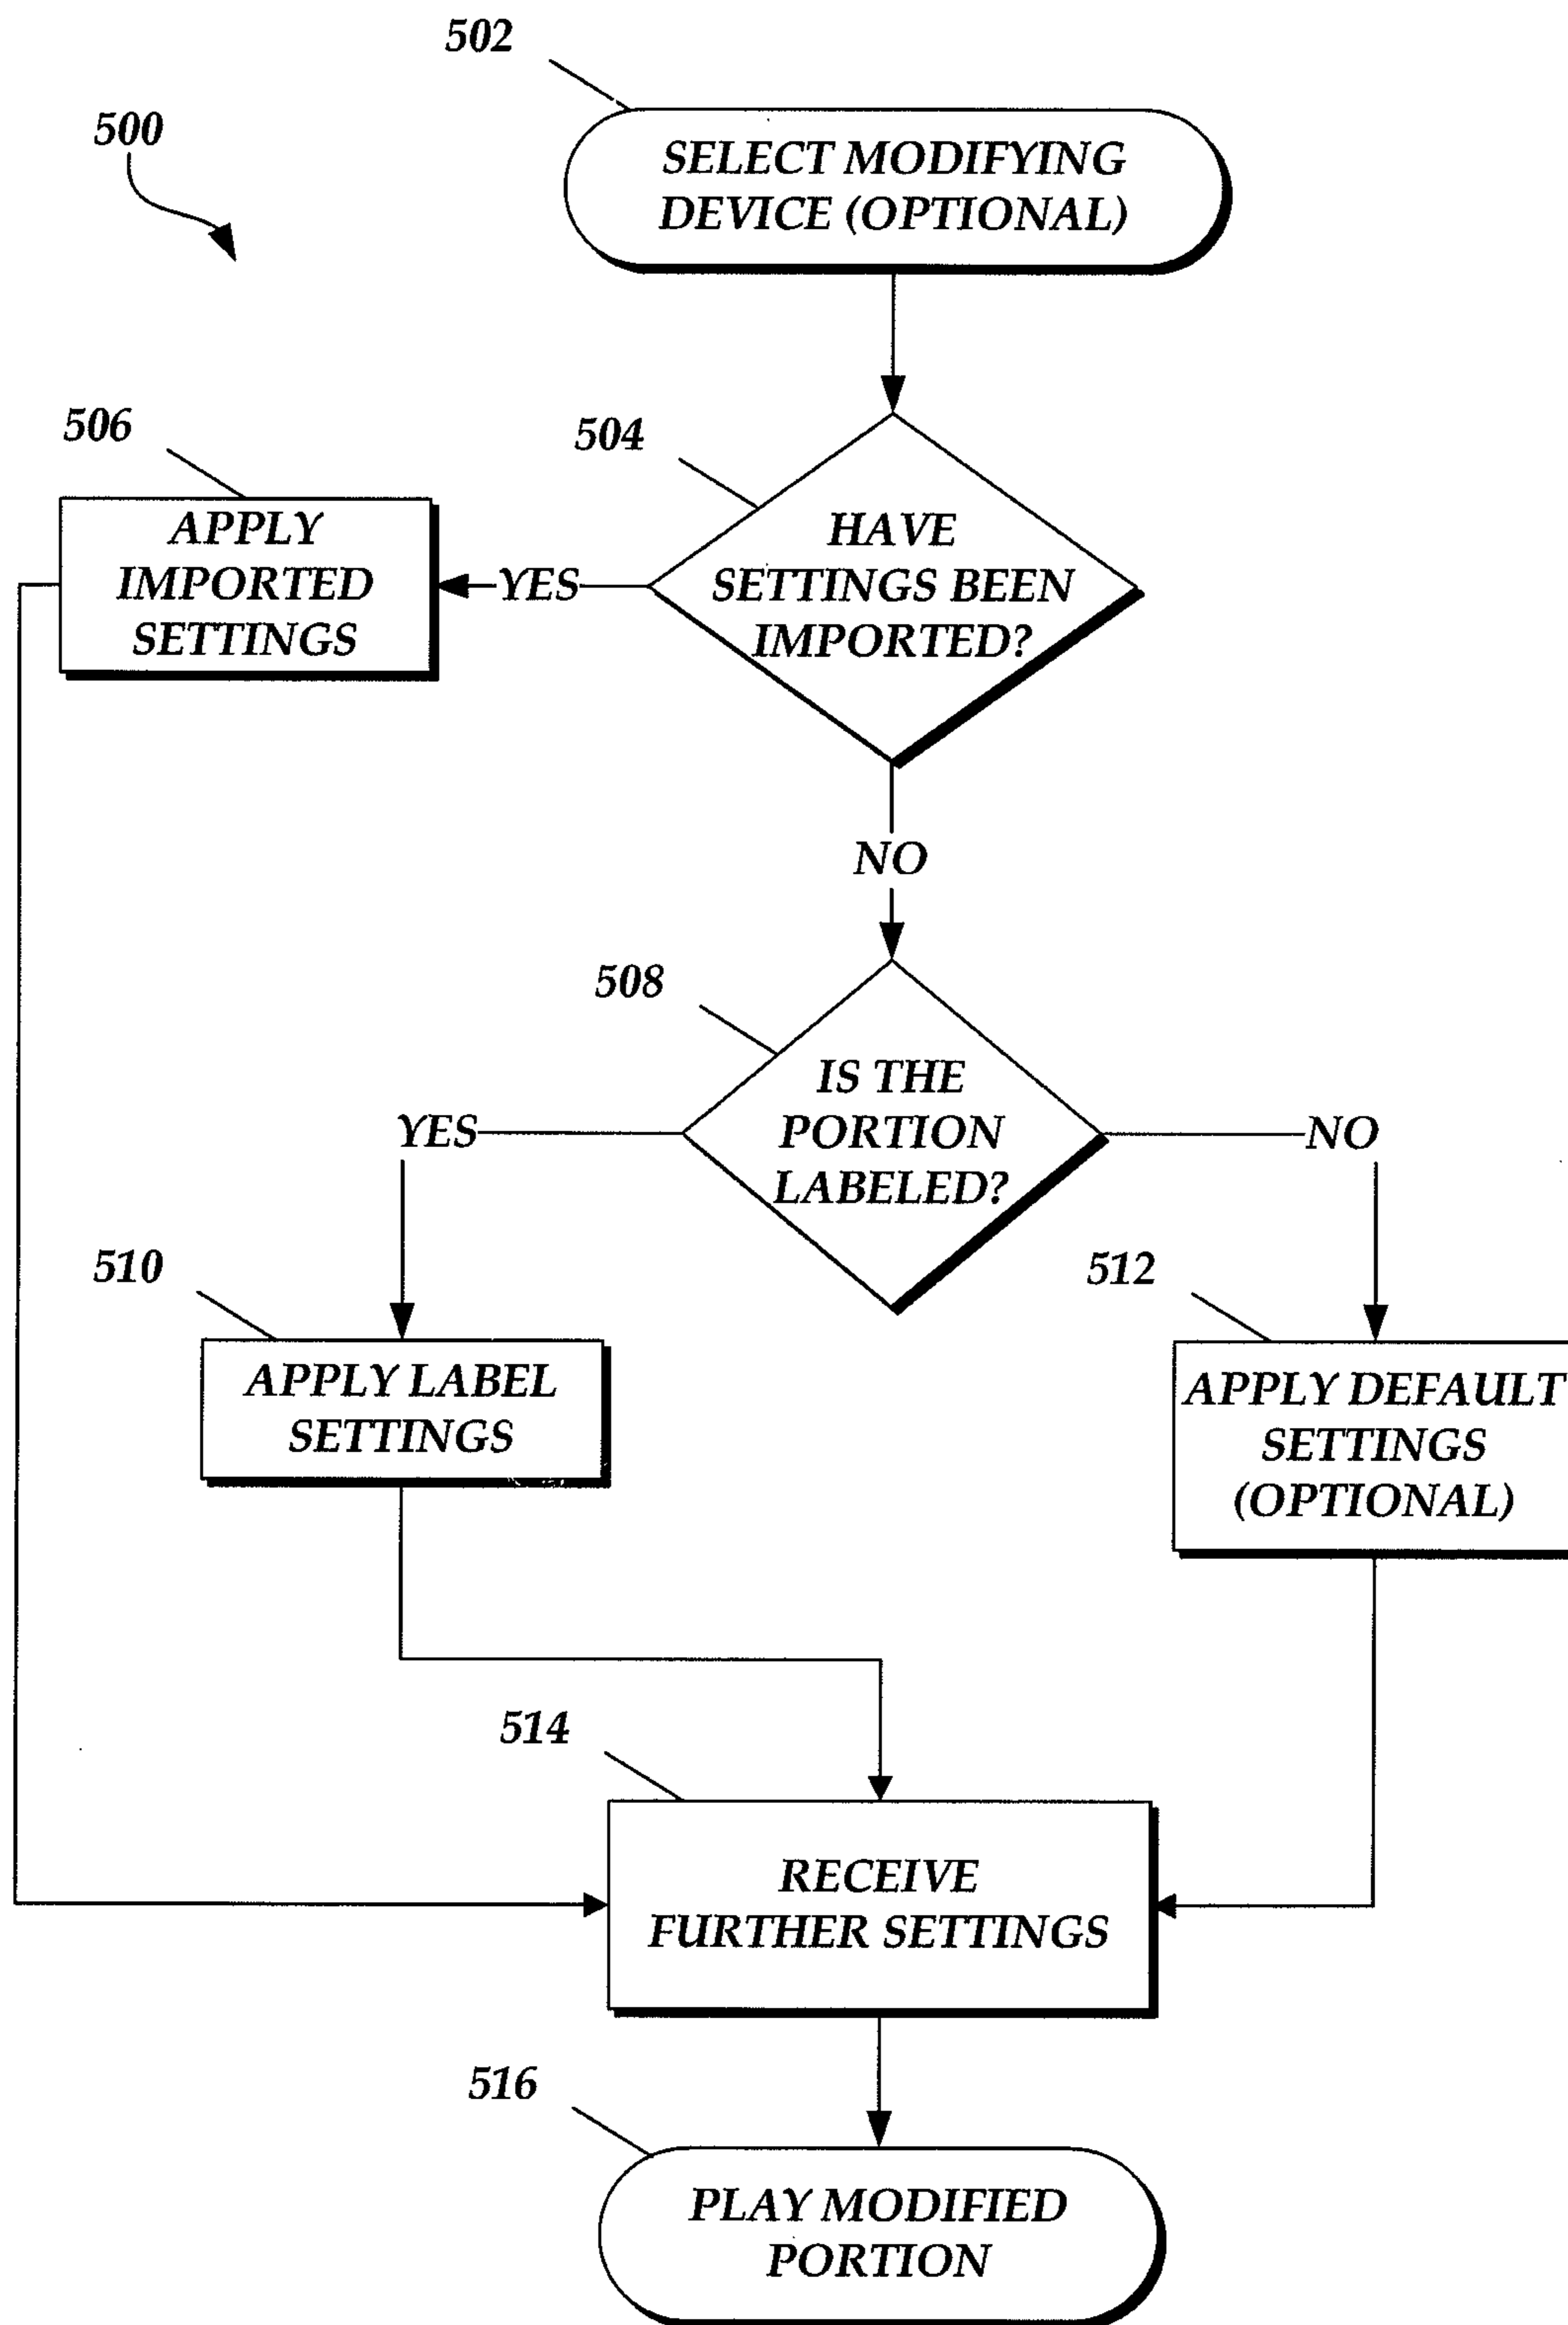 502
500
SELECT MODIFYING
DEVICE (OPTIONAL)
506
504
APPLY
IMPORTED
SETTINGS
YES
HAVE
SETTINGS BEEN
IMPORTED?
NO
508
IS THE
PORTION
LABELED?
YES
NO
510
512
APPLY LABEL
SETTINGS
APPLY DEFAULT
SETTINGS
(OPTIONAL)
514
RECEIVE
FURTHER SETTINGS
516
PLAY MODIFIED
PORTION